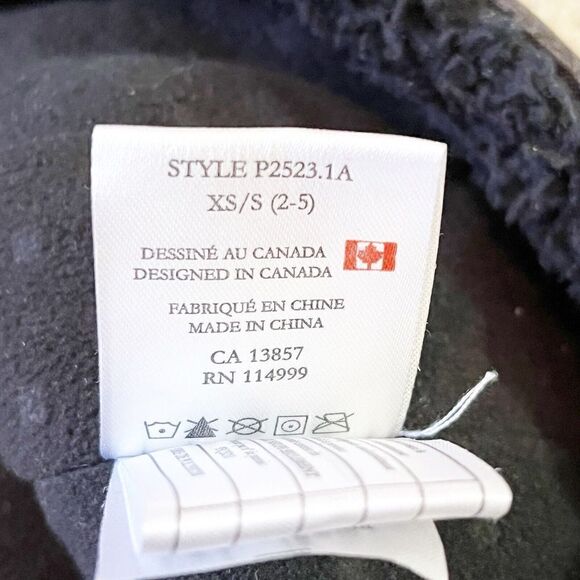 STYLE P2523.1A
XS/S (2-5)
DESSINÉ AU CANADA
DESIGNED IN CANADA
FABRIQUÉ EN CHINE
MADE IN CHINA
CA 13857
RN 114999